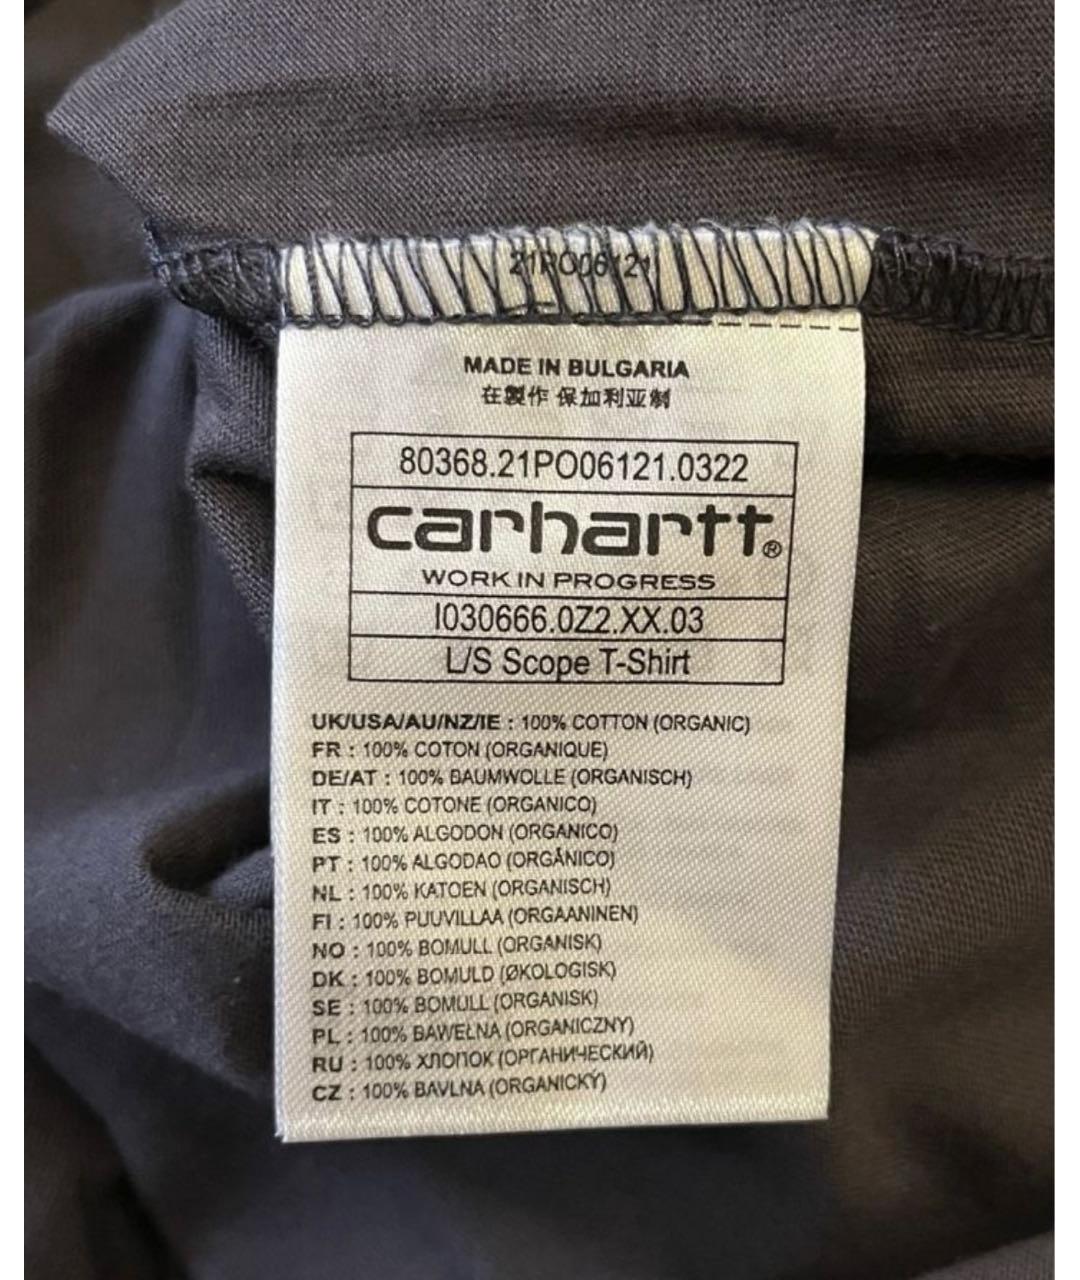 21PO06121
MADE IN BULGARIA
在製作 保加利亚制
80368.21PO06121.0322
carhartt®
WORK IN PROGRESS
I030666.0Z2.XX.03
L/S Scope T-Shirt
UK/USA/AU/NZ/IE : 100% COTTON (ORGANIC)
FR : 100% COTON (ORGANIQUE)
DE/AT : 100% BAUMWOLLE (ORGANISCH)
IT : 100% COTONE (ORGANICO)
ES : 100% ALGODON (ORGANICO)
PT : 100% ALGODAO (ORGÂNICO)
NL : 100% KATOEN (ORGANISCH)
FI : 100% PUUVILLAA (ORGAANINEN)
NO : 100% BOMULL (ORGANISK)
DK : 100% BOMULD (ØKOLOGISK)
SE : 100% BOMULL (ORGANISK)
PL : 100% BAWEŁNA (ORGANICZNY)
RU : 100% ХЛОПОК (ОРГАНИЧЕСКИЙ)
CZ : 100% BAVLNA (ORGANICKÝ)